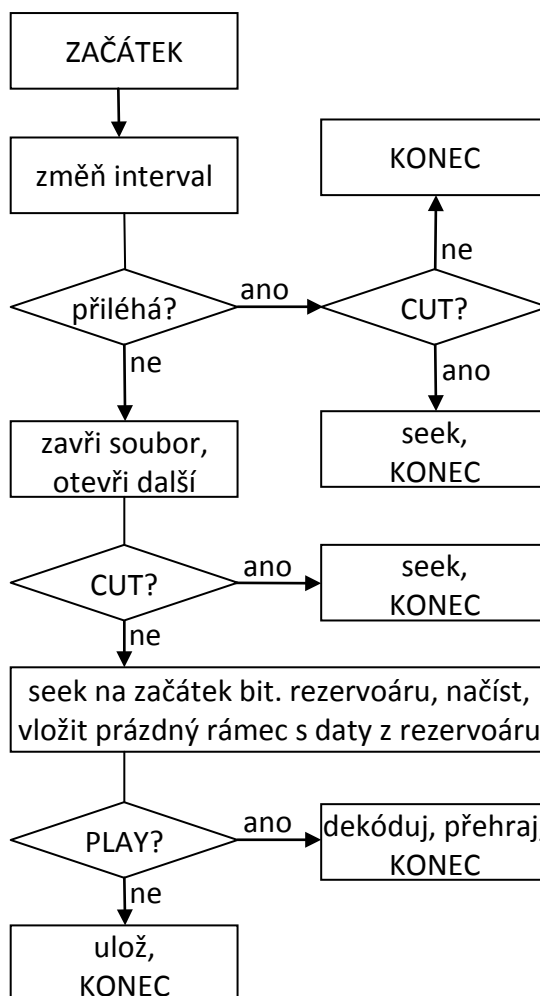 ZAČÁTEK
změň interval
KONEC
ne
přiléhá?
ano
CUT?
ne
ano
zavři soubor,
otevři další
seek,
KONEC
CUT?
ano
seek,
KONEC
ne
seek na začátek bit. rezervoáru, načíst,
vložit prázdný rámec s daty z rezervoáru
PLAY?
ano
dekóduj, přehraj,
KONEC
ne
ulož,
KONEC